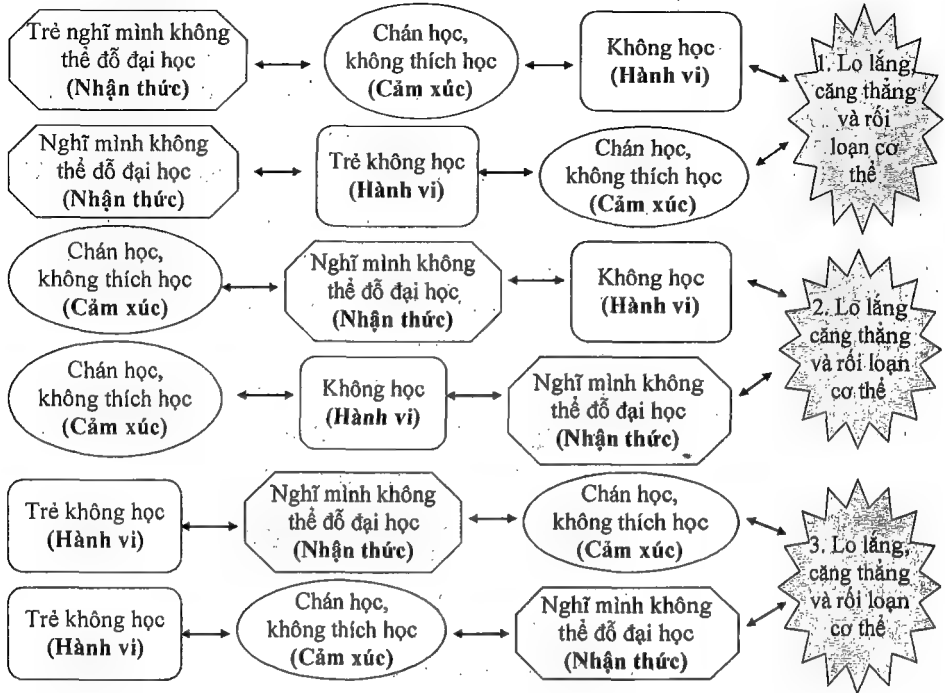 Trẻ nghĩ mình không
thể đỗ đại học
(Nhận thức)
Chán học,
không thích học
(Cảm xúc)
Không học
(Hành vi)
1. Lo lắng,
căng thẳng
và rối
loạn cơ
thể
Nghĩ mình không
thể đỗ đại học
(Nhận thức)
Trẻ không học
(Hành vi)
Chán học,
không thích học
(Cảm xúc)
Chán học,
không thích học
(Cảm xúc)
Nghĩ mình không
thể đỗ đại học
(Nhận thức)
Không học
(Hành vi)
2. Lo lắng,
căng thẳng
và rối loạn
cơ thể
Chán học,
không thích học
(Cảm xúc)
Không học
(Hành vi)
Nghĩ mình không
thể đỗ đại học
(Nhận thức)
Trẻ không học
(Hành vi)
Nghĩ mình không
thể đỗ đại học
(Nhận thức)
Chán học,
không thích học
(Cảm xúc)
3. Lo lắng,
căng thẳng
và rối loạn
cơ thể
Trẻ không học
(Hành vi)
Chán học,
không thích học
(Cảm xúc)
Nghĩ mình không
thể đỗ đại học
(Nhận thức)